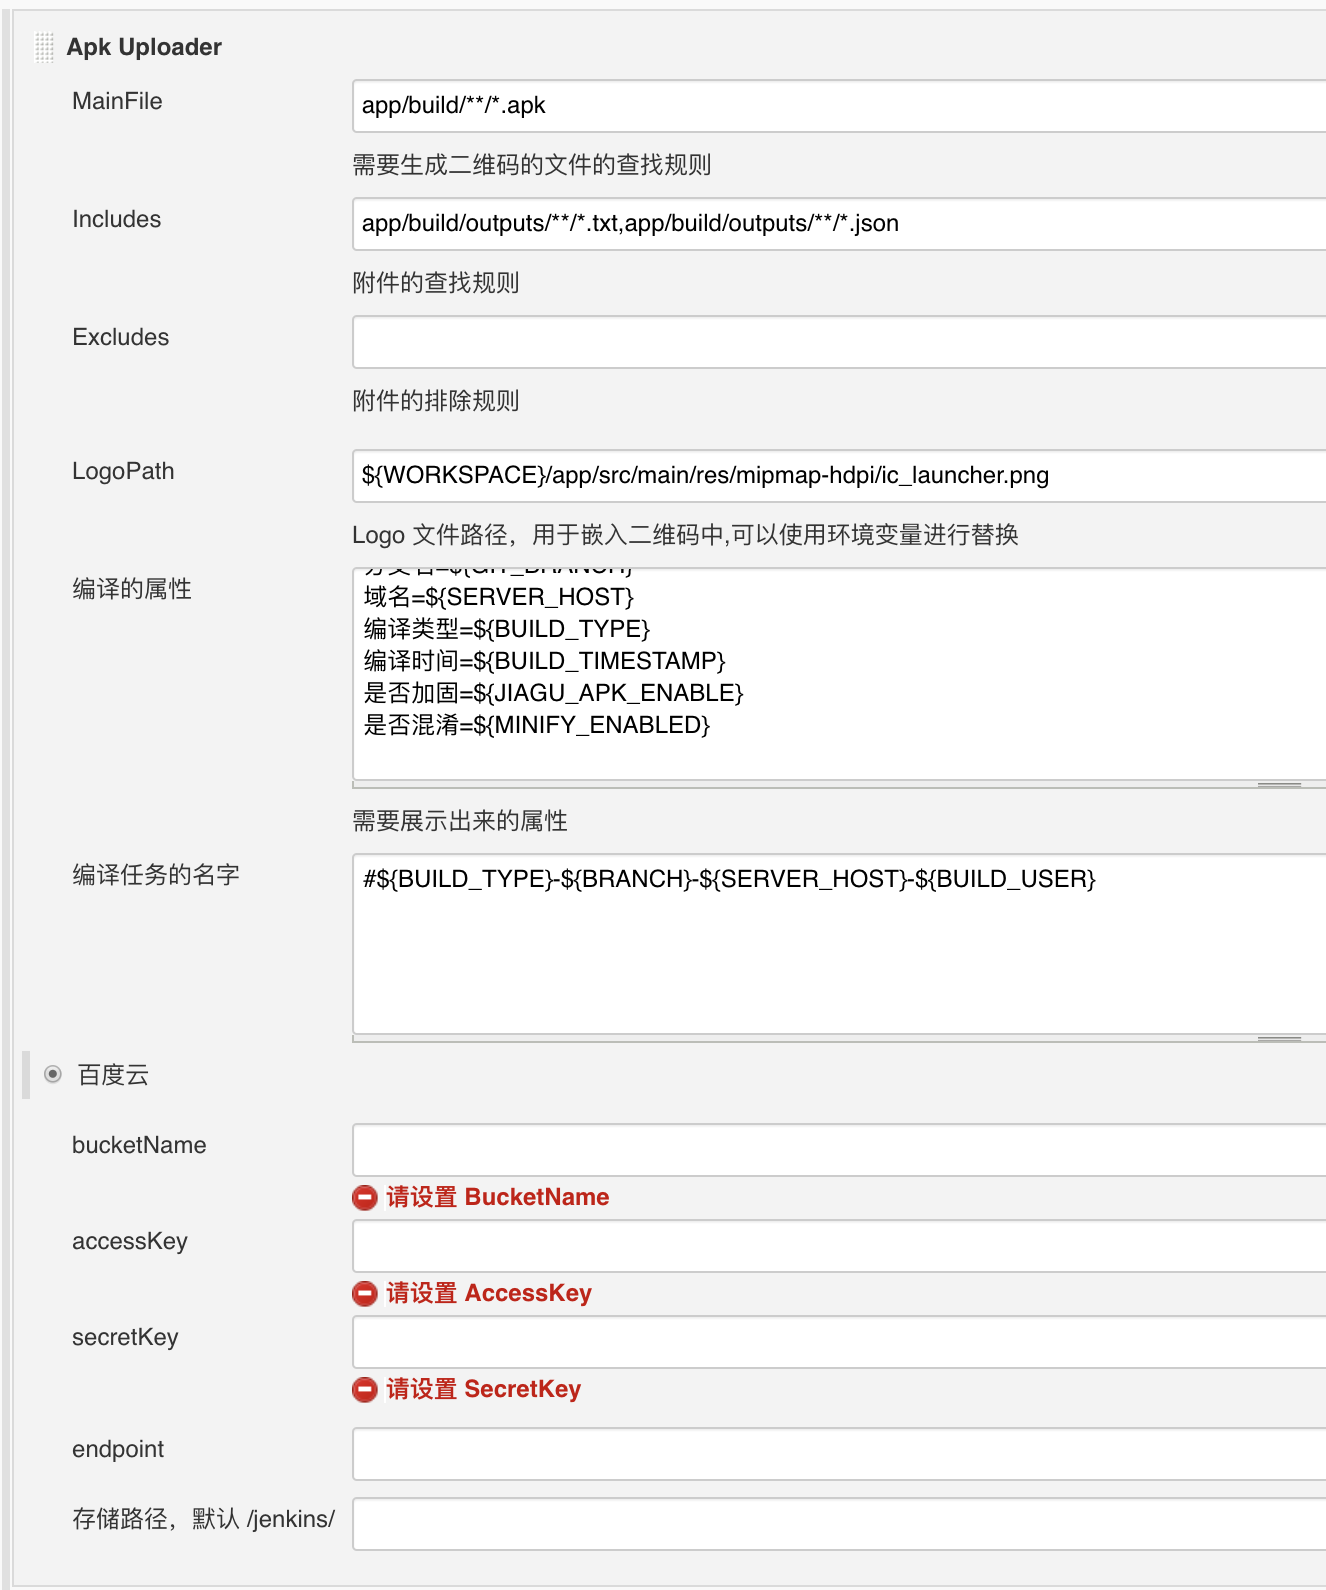 Apk Uploader
MainFile
app/build/**/*.apk
需要生成二维码的文件的查找规则
Includes
app/build/outputs/**/*.txt,app/build/outputs/**/*.json
附件的查找规则
Excludes
附件的排除规则
LogoPath
${WORKSPACE}/app/src/main/res/mipmap-hdpi/ic_launcher.png
Logo 文件路径，用于嵌入二维码中,可以使用环境变量进行替换
编译的属性
分支名=${GIT_BRANCH}
域名=${SERVER_HOST}
编译类型=${BUILD_TYPE}
编译时间=${BUILD_TIMESTAMP}
是否加固=${JIAGU_APK_ENABLE}
是否混淆=${MINIFY_ENABLED}
需要展示出来的属性
编译任务的名字
#${BUILD_TYPE}-${BRANCH}-${SERVER_HOST}-${BUILD_USER}
百度云
bucketName
请设置 BucketName
accessKey
请设置 AccessKey
secretKey
请设置 SecretKey
endpoint
存储路径，默认 /jenkins/